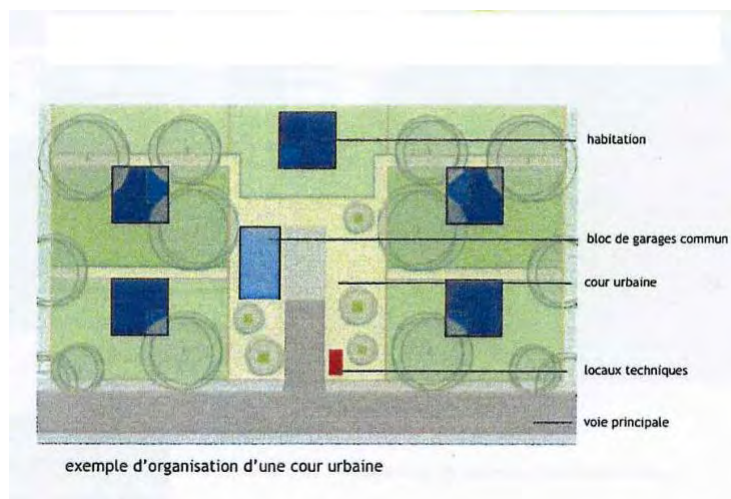 habitation
bloc de garages commun
cour urbaine
locaux techniques
voie principale
exemple d'organisation d'une cour urbaine